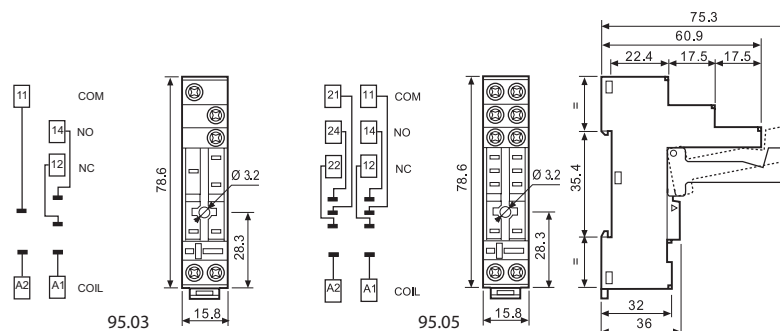 11
COM
14
NO
12
NC
A2
A1
COIL
95.03
78.6
Ø 3.2
28.3
15.8
21
11
COM
24
14
NO
22
12
NC
A2
A1
COIL
95.05
78.6
Ø 3.2
28.3
15.8
75.3
60.9
22.4
17.5
17.5
=
35.4
=
32
36